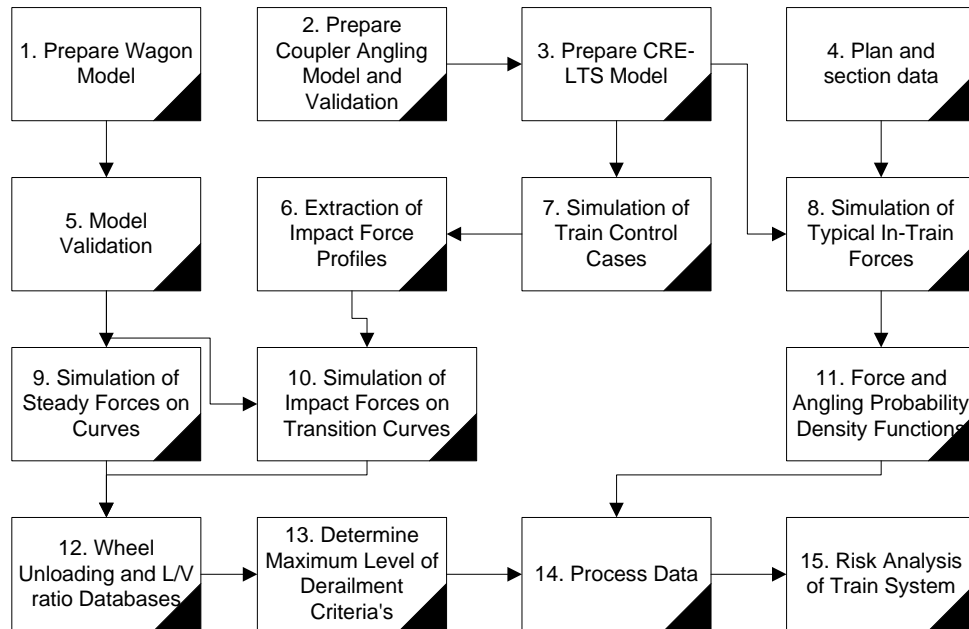 1. Prepare Wagon
Model
2. Prepare
Coupler Angling
Model and
Validation
3. Prepare CRE-
LTS Model
4. Plan and
section data
5. Model
Validation
6. Extraction of
Impact Force
Profiles
7. Simulation of
Train Control
Cases
8. Simulation of
Typical In-Train
Forces
9. Simulation of
Steady Forces on
Curves
10. Simulation of
Impact Forces on
Transition Curves
11. Force and
Angling Probability
Density Functions
12. Wheel
Unloading and L/V
ratio Databases
13. Determine
Maximum Level of
Derailment
Criteria's
14. Process Data
15. Risk Analysis
of Train System